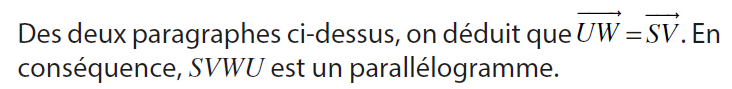 Des deux paragraphes ci-dessus, on déduit que $\overrightarrow{UW} = \overrightarrow{SV}$. En
conséquence, SVWU est un parallélogramme.